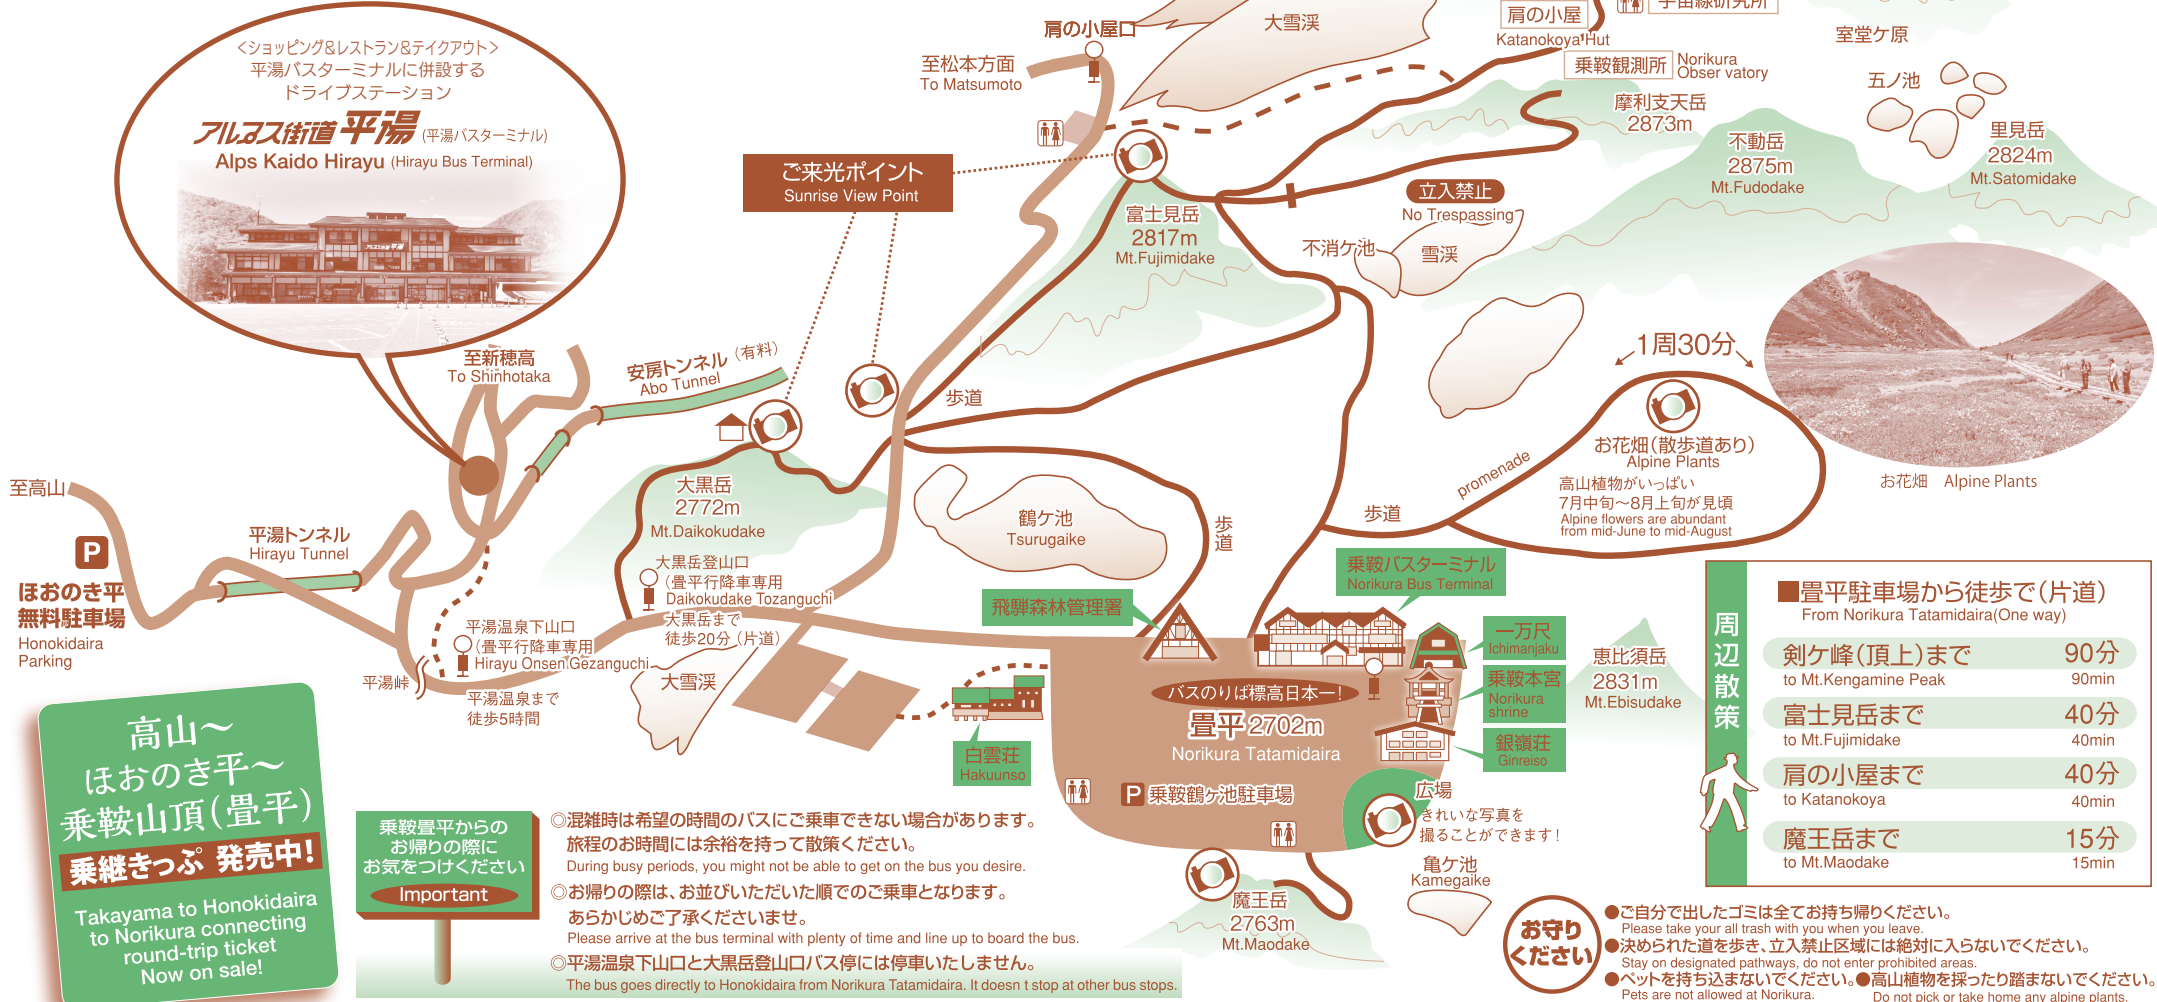 <ショッピング&レストラン&テイクアウト>
平湯バスターミナルに併設する
ドライブステーション
アルプス街道 平湯 (平湯バスターミナル)
Alps Kaido Hirayu (Hirayu Bus Terminal)
肩の小屋口
至松本方面
To Matsumoto
大雪渓
肩の小屋
Katanokoya Hut
宇宙線研究所
乗鞍観測所
Norikura
Obser vatory
室堂ケ原
五ノ池
摩利支天岳
2873m
不動岳
2875m
Mt.Fudodake
里見岳
2824m
Mt.Satomidake
ご来光ポイント
Sunrise View Point
富士見岳
2817m
Mt.Fujimidake
立入禁止
No Trespassing
不消ケ池
雪渓
至新穂高
To Shinhotaka
安房トンネル (有料)
Abo Tunnel
歩道
1周30分
お花畑(散歩道あり)
Alpine Plants
高山植物がいっぱい
7月中旬〜8月上旬が見頃
Alpine flowers are abundant
from mid-June to mid-August
promenade
歩道
お花畑 Alpine Plants
至高山
P
ほおのき平
無料駐車場
Honokidaira
Parking
平湯トンネル
Hirayu Tunnel
大黒岳
2772m
Mt.Daikokudake
大黒岳登山口
(畳平行降車専用
Daikokudake Tozanguchi
大黒岳まで
徒歩20分(片道)
鶴ケ池
Tsurugaike
歩道
平湯温泉下山口
(畳平行降車専用
Hirayu Onsen Gezanguchi
平湯温泉まで
徒歩5時間
平湯峠
大雪渓
飛騨森林管理署
乗鞍バスターミナル
Norikura Bus Terminal
一万尺
Ichimanjaku
乗鞍本宮
Norikura
shrine
銀嶺荘
Ginreiso
白雲荘
Hakuunso
バスのりば標高日本一!
畳平 2702m
Norikura Tatamidaira
P 乗鞍鶴ヶ池駐車場
広場
きれいな写真を
撮ることができます!
恵比須岳
2831m
Mt.Ebisudake
亀ケ池
Kamegaike
魔王岳
2763m
Mt.Maodake
周辺散策
■畳平駐車場から徒歩で(片道)
From Norikura Tatamidaira(One way)
剣ケ峰(頂上)まで 90分
to Mt.Kengamine Peak 90min
富士見岳まで 40分
to Mt.Fujimidake 40min
肩の小屋まで 40分
to Katanokoya 40min
魔王岳まで 15分
to Mt.Maodake 15min
高山〜
ほおのき平〜
乗鞍山頂(畳平)
乗継きっぷ 発売中!
Takayama to Honokidaira
to Norikura connecting
round-trip ticket
Now on sale!
乗鞍畳平からの
お帰りの際に
お気をつけください
Important
◎混雑時は希望の時間のバスにご乗車できない場合があります。
旅程のお時間には余裕を持って散策ください。
During busy periods, you might not be able to get on the bus you desire.
◎お帰りの際は、お並びいただいた順でのご乗車となります。
あらかじめご了承くださいませ。
Please arrive at the bus terminal with plenty of time and line up to board the bus.
◎平湯温泉下山口と大黒岳登山口バス停には停車いたしません。
The bus goes directly to Honokidaira from Norikura Tatamidaira. It doesn t stop at other bus stops.
お守り
ください
●ご自分で出したゴミは全てお持ち帰りください。
Please take your all trash with you when you leave.
●決められた道を歩き、立入禁止区域には絶対に入らないでください。
Stay on designated pathways, do not enter prohibited areas.
●ペットを持ち込まないでください。●高山植物を採ったり踏まないでください。
Pets are not allowed at Norikura. Do not pick or take home any alpine plants.